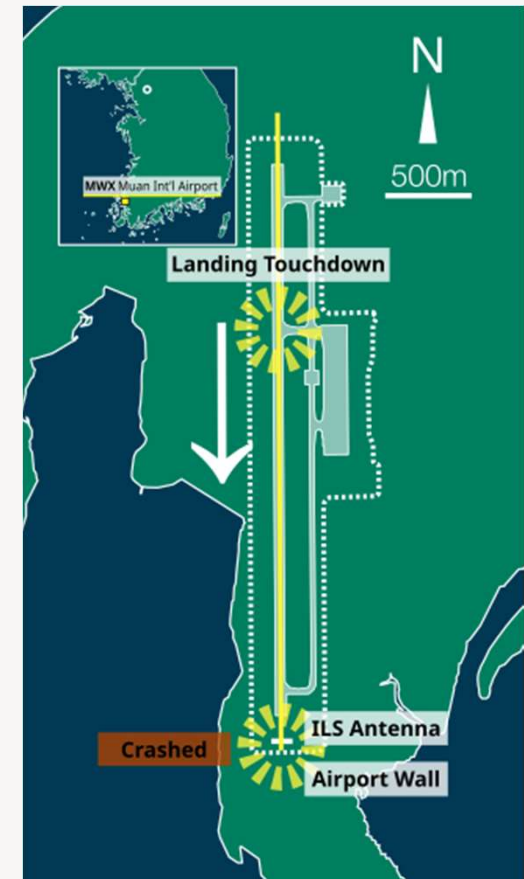 N
500m
MWX Muan Int'l Airport
Landing Touchdown
ILS Antenna
Crashed
Airport Wall